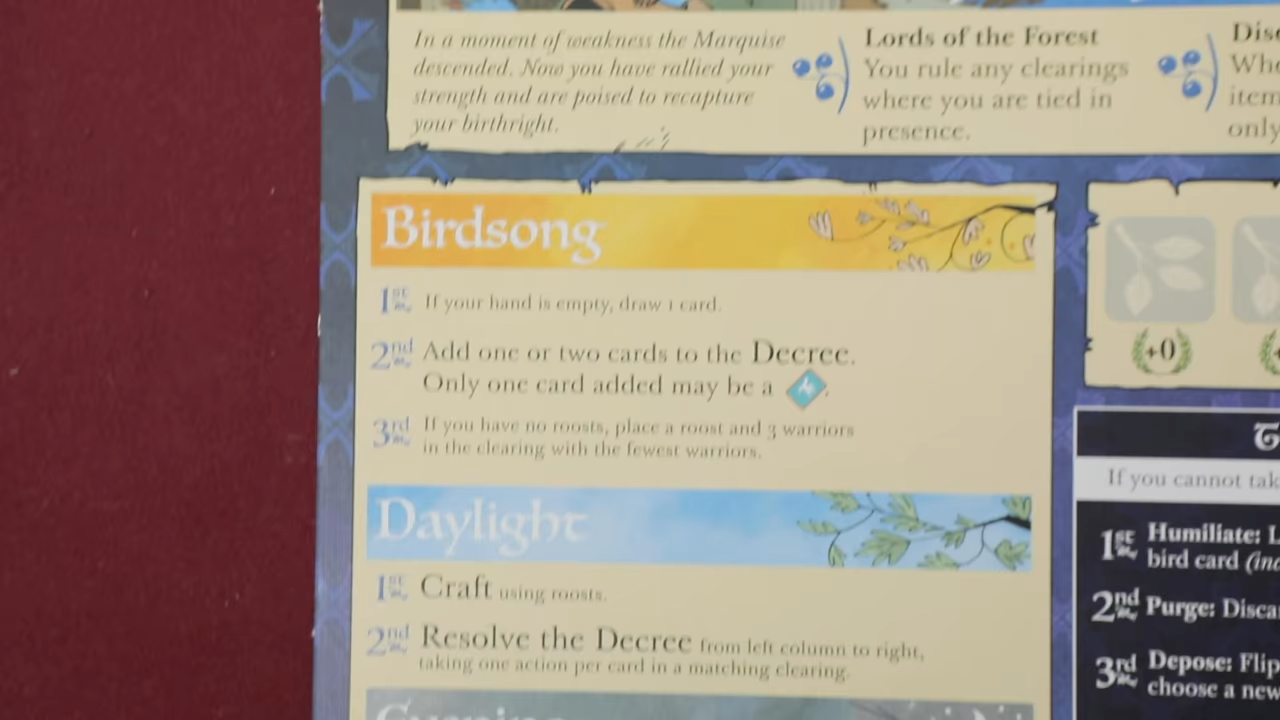 In a moment of weakness the Marquise
descended. Now you have rallied your
strength and are poised to recapture
your birthright.
Lords of the Forest
You rule any clearings
where you are tied in
presence.
Whe
item
only
Birdsong
1st If your hand is empty, draw 1 card.
2nd Add one or two cards to the Decree.
Only one card added may be a
3rd If you have no roosts, place a roost and 3 warriors
in the clearing with the fewest warriors.
+0
Daylight
1st Craft using roosts.
2nd Resolve the Decree from left column to right,
taking one action per card in a matching clearing.
If you cannot tak
1st Humiliate: L
bird card (inc
2nd Purge: Disca
3rd Depose: Flip
choose a new